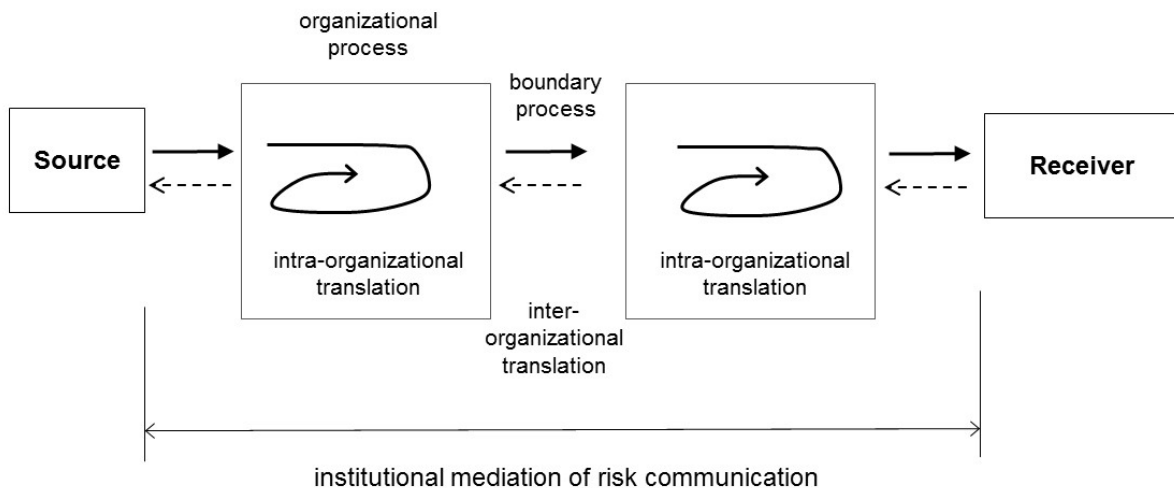 organizational
process
boundary
process
Source
Receiver
intra-organizational
translation
intra-organizational
translation
inter-
organizational
translation
institutional mediation of risk communication